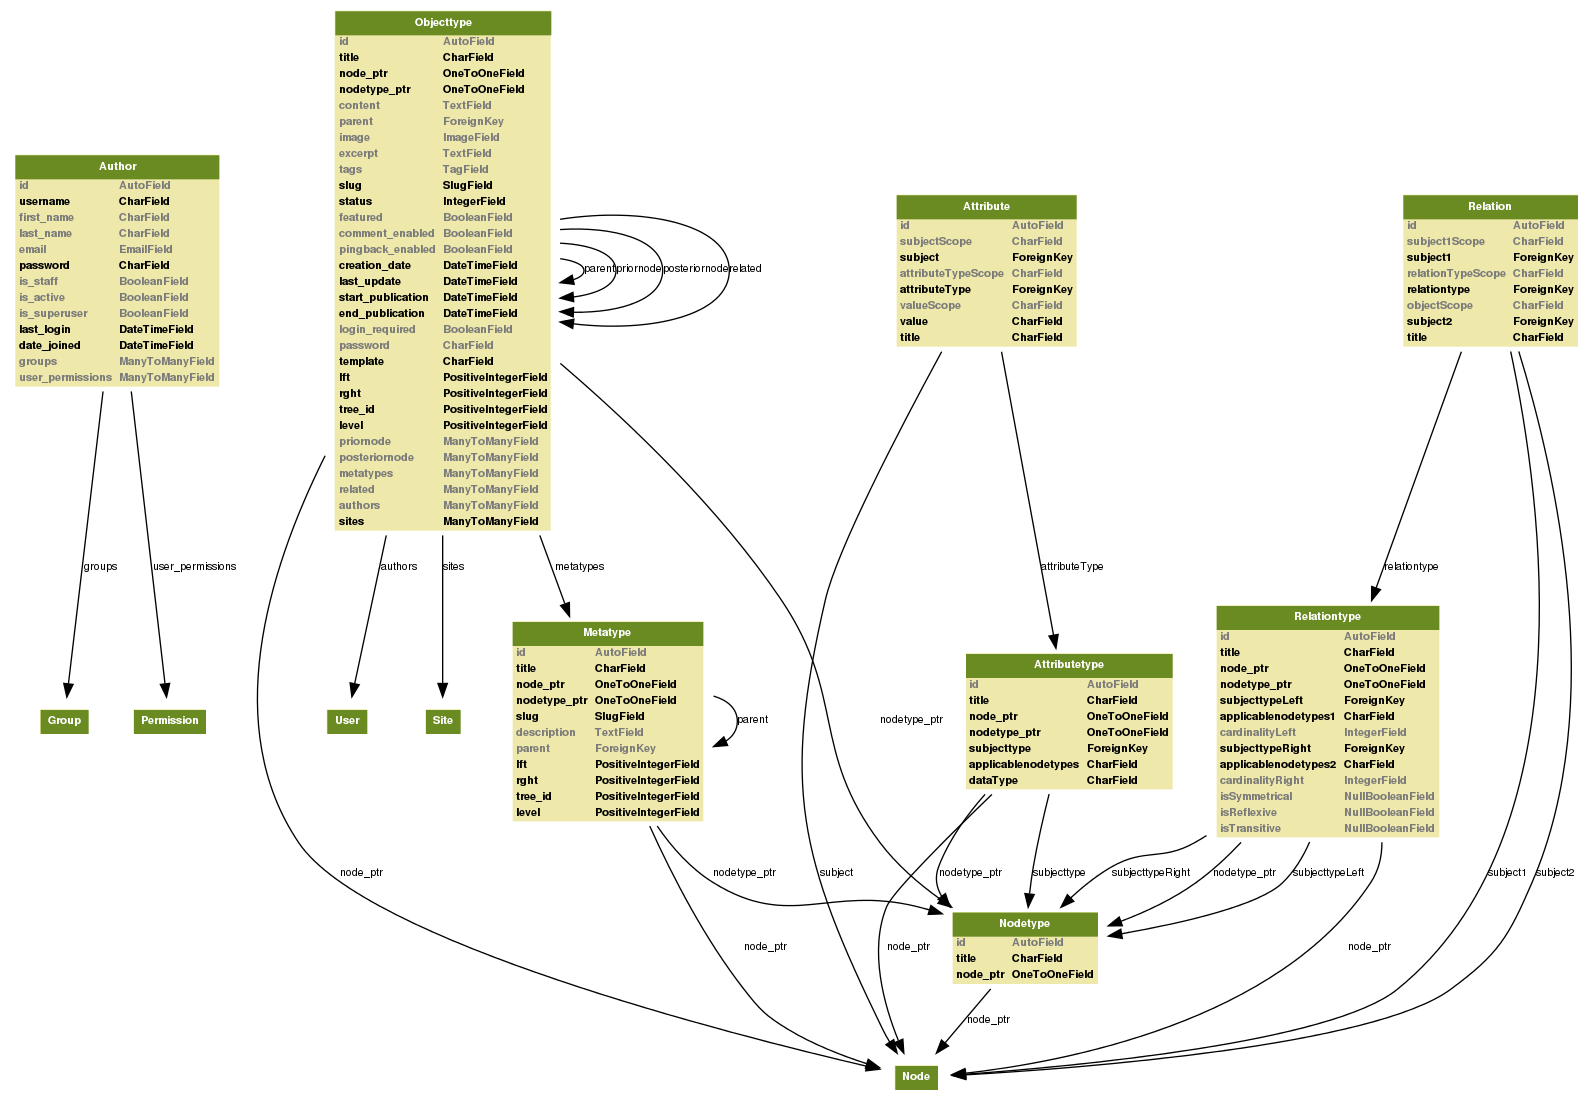 Objecttype
id AutoField
title CharField
node_ptr OneToOneField
nodetype_ptr OneToOneField
content TextField
parent ForeignKey
image ImageField
excerpt TextField
tags TagField
slug SlugField
status IntegerField
featured BooleanField
comment_enabled BooleanField
pingback_enabled BooleanField
creation_date DateTimeField
last_update DateTimeField
start_publication DateTimeField
end_publication DateTimeField
login_required BooleanField
password CharField
template CharField
lft PositiveIntegerField
rght PositiveIntegerField
tree_id PositiveIntegerField
level PositiveIntegerField
priornode ManyToManyField
posteriornode ManyToManyField
metatypes ManyToManyField
related ManyToManyField
authors ManyToManyField
sites ManyToManyField
parent
priornode
posteriornode
related
Author
id AutoField
username CharField
first_name CharField
last_name CharField
email EmailField
password CharField
is_staff BooleanField
is_active BooleanField
is_superuser BooleanField
last_login DateTimeField
date_joined DateTimeField
groups ManyToManyField
user_permissions ManyToManyField
Attribute
id AutoField
subjectScope CharField
subject ForeignKey
attributeTypeScope CharField
attributeType ForeignKey
valueScope CharField
value CharField
title CharField
Relation
id AutoField
subject1Scope CharField
subject1 ForeignKey
relationTypeScope CharField
relationtype ForeignKey
objectScope CharField
subject2 ForeignKey
title CharField
groups
user_permissions
authors
sites
metatypes
attributeType
relationtype
Group
Permission
User
Site
Metatype
id AutoField
title CharField
node_ptr OneToOneField
nodetype_ptr OneToOneField
slug SlugField
description TextField
parent ForeignKey
lft PositiveIntegerField
rght PositiveIntegerField
tree_id PositiveIntegerField
level PositiveIntegerField
parent
nodetype_ptr
Attributetype
id AutoField
title CharField
node_ptr OneToOneField
nodetype_ptr OneToOneField
subjecttype ForeignKey
applicablenodetypes CharField
dataType CharField
Relationtype
id AutoField
title CharField
node_ptr OneToOneField
nodetype_ptr OneToOneField
subjecttypeLeft ForeignKey
applicablenodetypes1 CharField
cardinalityLeft IntegerField
subjecttypeRight ForeignKey
applicablenodetypes2 CharField
cardinalityRight IntegerField
isSymmetrical NullBooleanField
isReflexive NullBooleanField
isTransitive NullBooleanField
node_ptr
nodetype_ptr
subject
nodetype_ptr
subjecttype
subjecttypeRight
nodetype_ptr
subjecttypeLeft
subject1
subject2
node_ptr
node_ptr
node_ptr
Nodetype
id AutoField
title CharField
node_ptr OneToOneField
node_ptr
Node